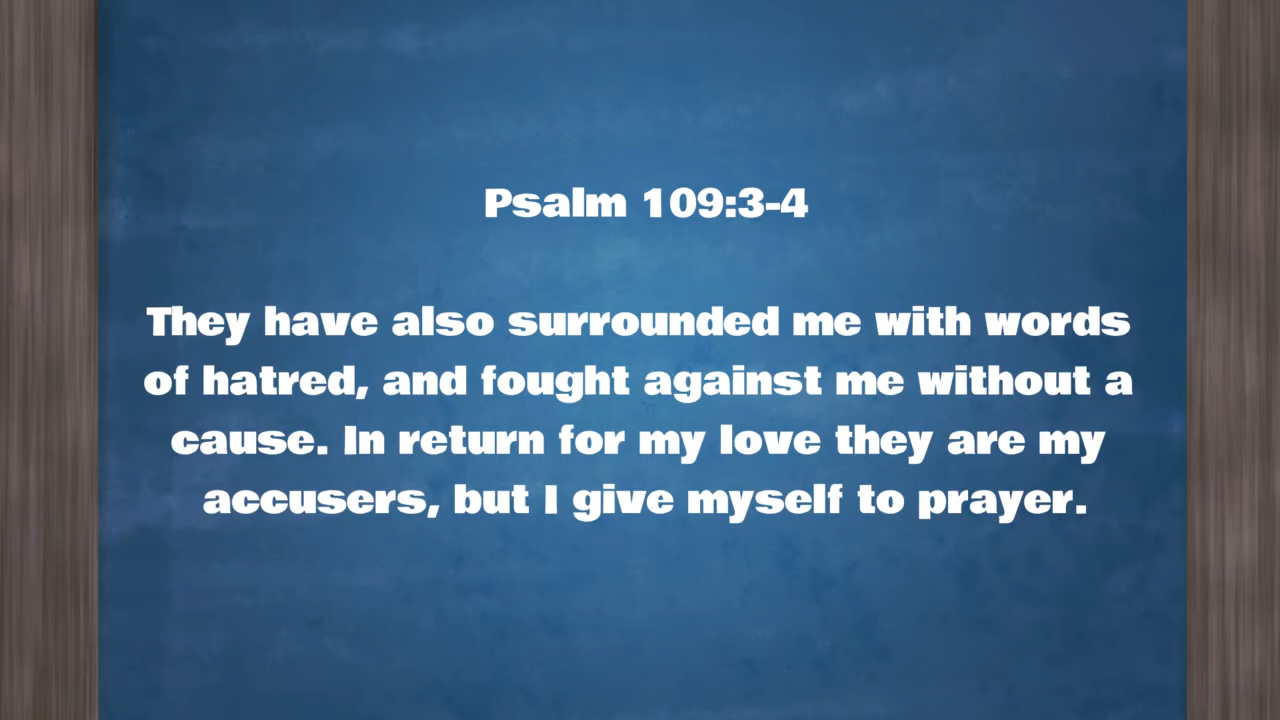 Psalm 109:3-4
They have also surrounded me with words
of hatred, and fought against me without a
cause. In return for my love they are my
accusers, but I give myself to prayer.